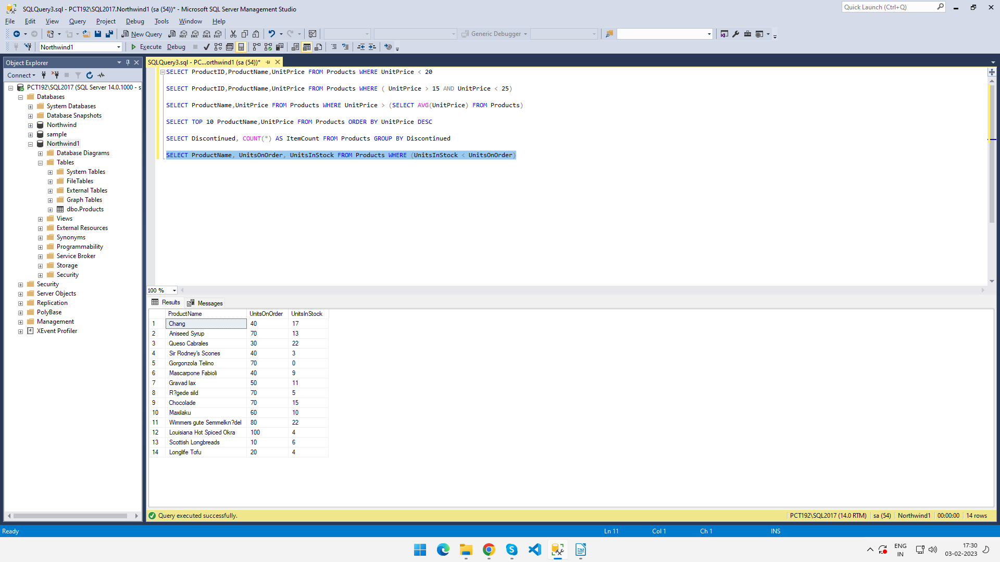 SQLQuery3.sql - PCT192\SQL2017.Northwind1 (sa (54))* - Microsoft SQL Server Management Studio
Quick Launch (Ctrl+Q)
File Edit View Query Project Debug Tools Window Help
New Query MDX DMX XMLA DAX Generic Debugger
Northwind1 Execute Debug
Object Explorer
Connect
PCT192\SQL2017 (SQL Server 14.0.1000 - s
Databases
System Databases
Database Snapshots
Northwind
sample
Northwind1
Database Diagrams
Tables
System Tables
FileTables
External Tables
Graph Tables
dbo.Products
Views
External Resources
Synonyms
Programmability
Service Broker
Storage
Security
Security
Server Objects
Replication
PolyBase
Management
XEvent Profiler
SQLQuery3.sql - PC...orthwind1 (sa (54))*
SELECT ProductID,ProductName,UnitPrice FROM Products WHERE UnitPrice < 20
SELECT ProductID,ProductName,UnitPrice FROM Products WHERE ( UnitPrice > 15 AND UnitPrice < 25)
SELECT ProductName,UnitPrice FROM Products WHERE UnitPrice > (SELECT AVG(UnitPrice) FROM Products)
SELECT TOP 10 ProductName,UnitPrice FROM Products ORDER BY UnitPrice DESC
SELECT Discontinued, COUNT(*) AS ItemCount FROM Products GROUP BY Discontinued
SELECT ProductName, UnitsOnOrder, UnitsInStock FROM Products WHERE (UnitsInStock < UnitsOnOrder)
100 %
Results Messages
ProductName UnitsOnOrder UnitsInStock
1 Chang 40 17
2 Aniseed Syrup 70 13
3 Queso Cabrales 30 22
4 Sir Rodney's Scones 40 3
5 Gorgonzola Telino 70 0
6 Mascarpone Fabioli 40 9
7 Gravad lax 50 11
8 R?gede sild 70 5
9 Chocolade 70 15
10 Maxilaku 60 10
11 Wimmers gute Semmelkn?del 80 22
12 Louisiana Hot Spiced Okra 100 4
13 Scottish Longbreads 10 6
14 Longlife Tofu 20 4
Query executed successfully.
PCT192\SQL2017 (14.0 RTM) sa (54) Northwind1 00:00:00 14 rows
Ready Ln 11 Col 1 Ch 1 INS
ENG
IN
17:30
03-02-2023